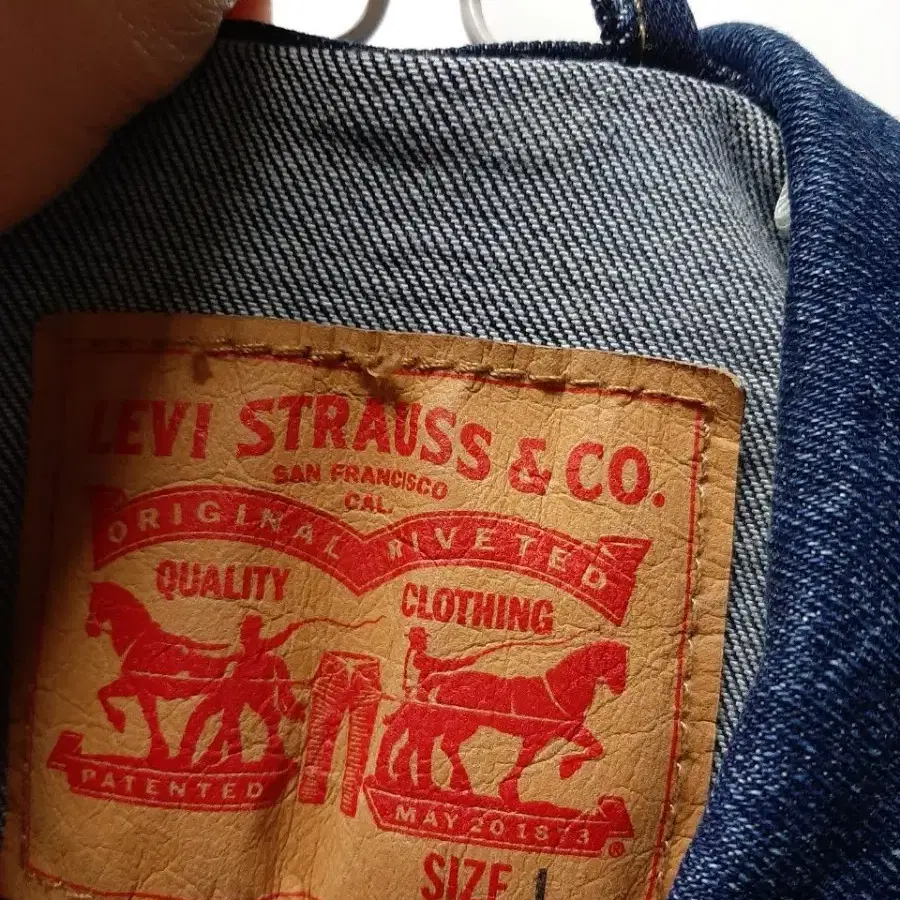 LEVI STRAUSS & CO.
SAN FRANCISCO
CAL.
ORIGINAL RIVETED
QUALITY CLOTHING
PATENTED
MAY 20 1873
®
SIZE